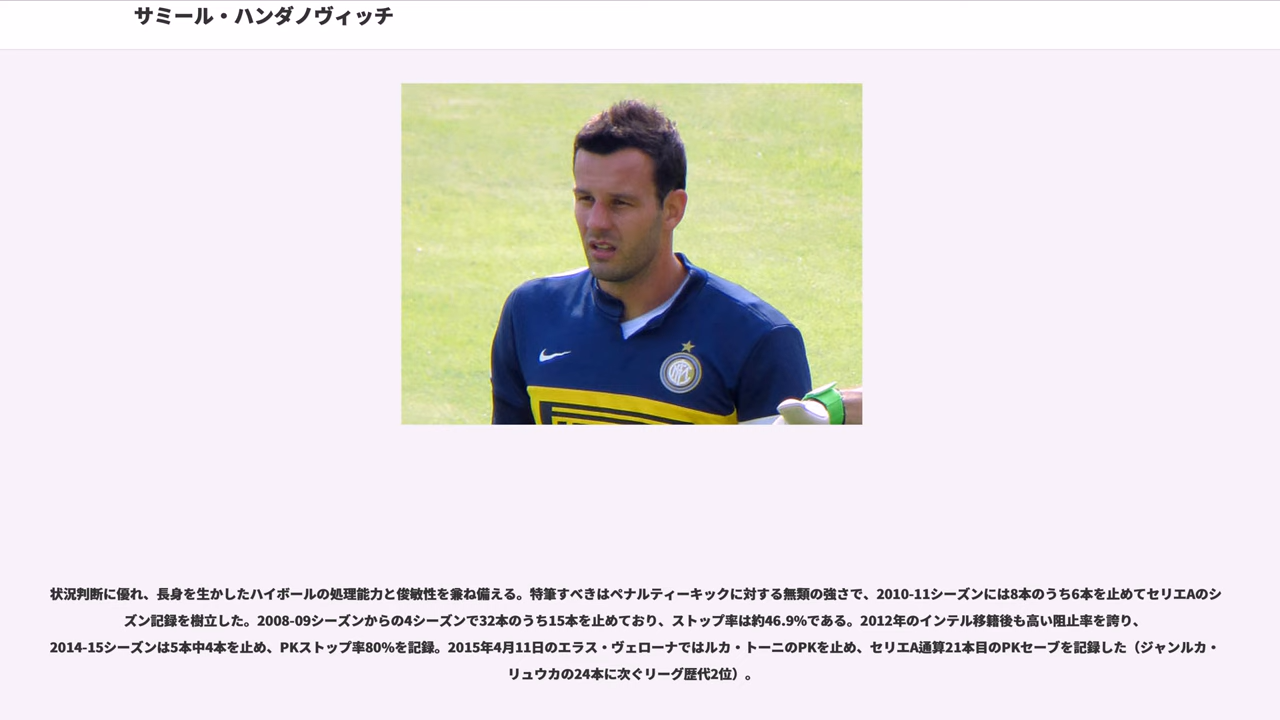 サミール・ハンダノヴィッチ
状況判断に優れ、長身を生かしたハイボールの処理能力と俊敏性を兼ね備える。特筆すべきはペナルティーキックに対する無類の強さで、2010-11シーズンには8本のうち6本を止めてセリエAのシ
ズン記録を樹立した。2008-09シーズンからの4シーズンで32本のうち15本を止めており、ストップ率は約46.9%である。2012年のインテル移籍後も高い阻止率を誇り、
2014-15シーズンは5本中4本を止め、PKストップ率80%を記録。2015年4月11日のエラス・ヴェローナではルカ・トーニのPKを止め、セリエA通算21本目のPKセーブを記録した（ジャンルカ・
リュウカの24本に次ぐリーグ歴代2位）。